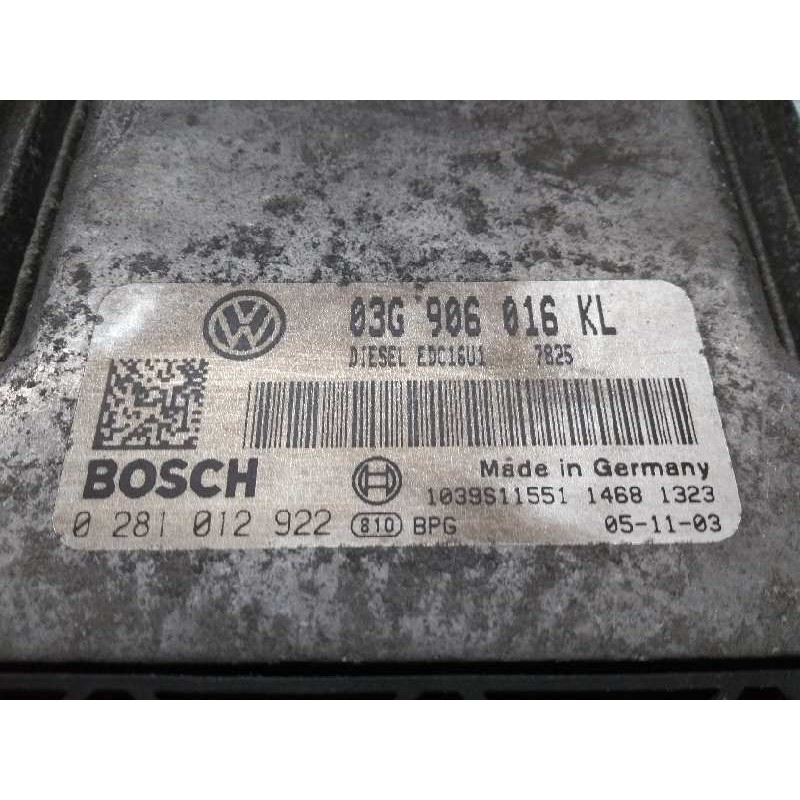 03G 906 016 KL
DIESEL EDC16U1 7825
BOSCH
Made in Germany
1039S11551 1468 1323
0 281 012 922 810 BPG 05-11-03